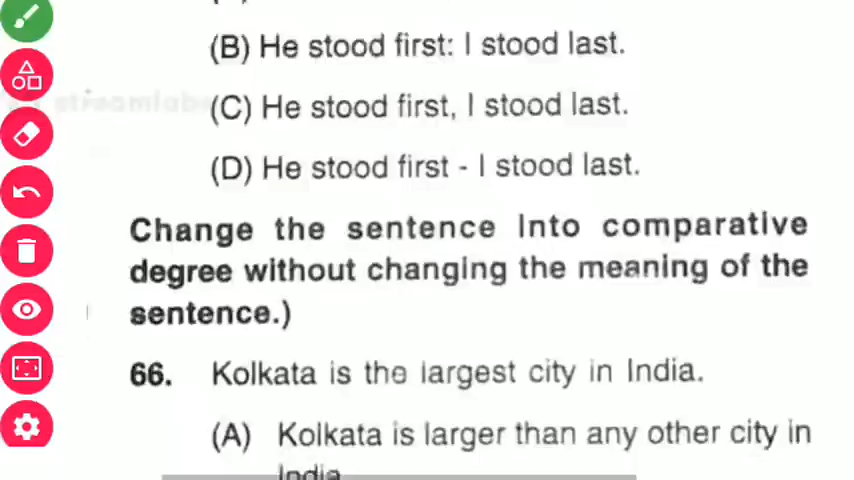 (B) He stood first: I stood last.
(C) He stood first, I stood last.
(D) He stood first - I stood last.
Change the sentence Into comparative
degree without changing the meaning of the
sentence.)
66. Kolkata is the largest city in India.
(A) Kolkata is larger than any other city in
India